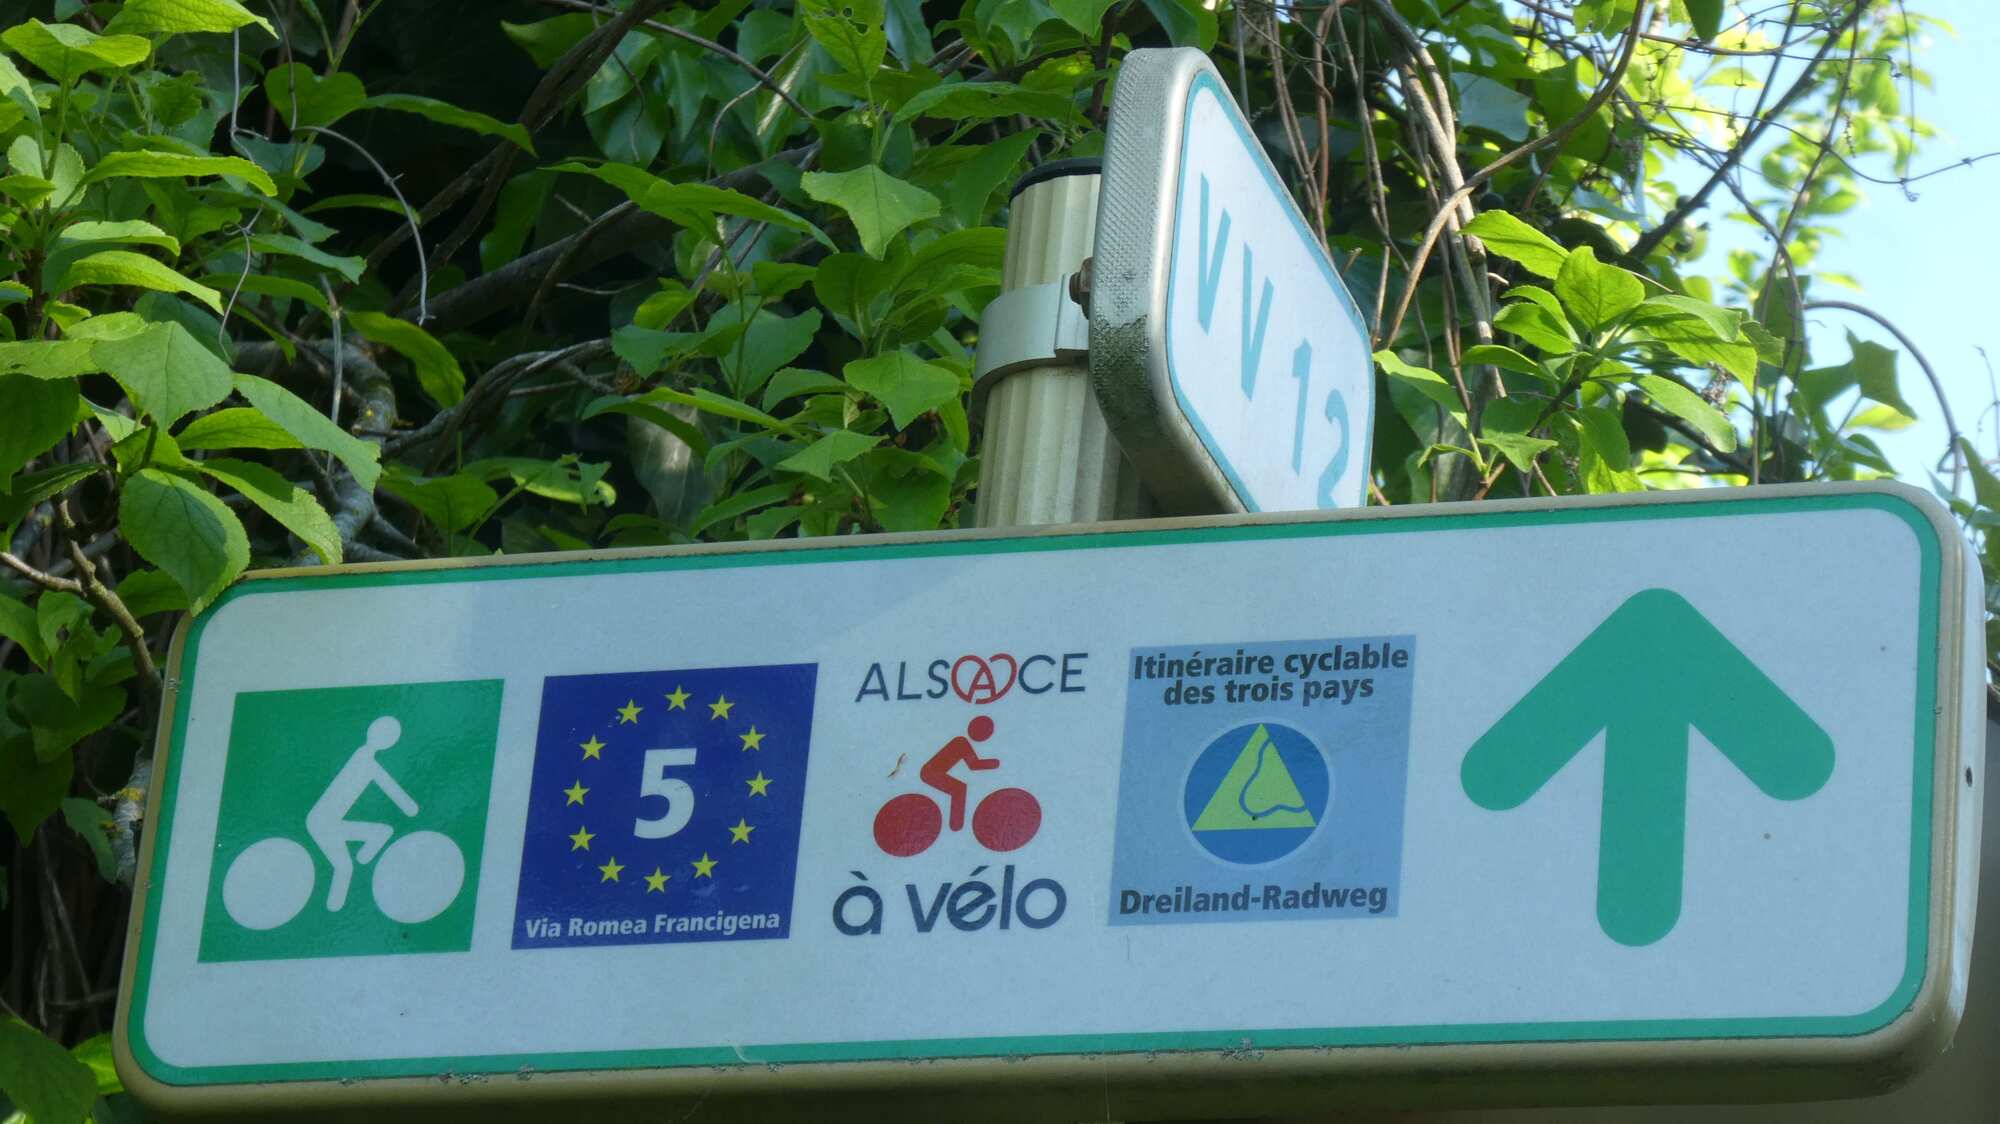 VV 12
5
Via Romea Francigena
ALSACE
à vélo
Itinéraire cyclable
des trois pays
Dreiland-Radweg